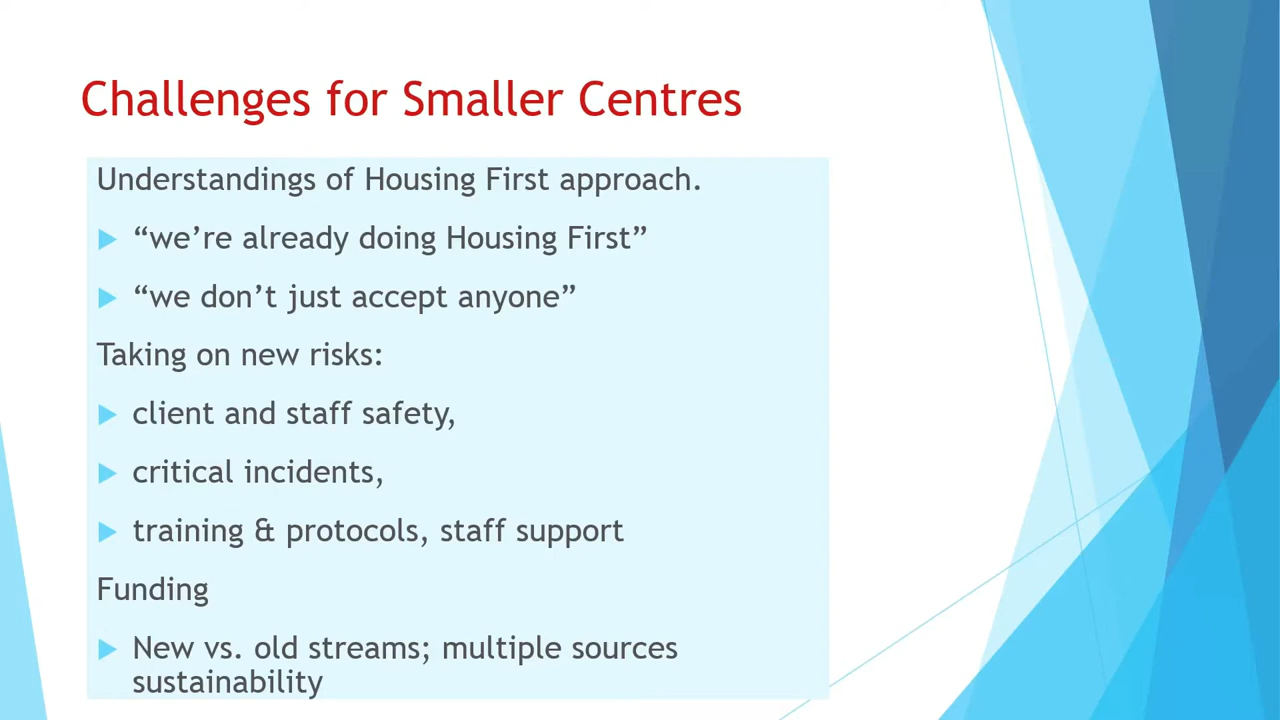 Challenges for Smaller Centres
Understandings of Housing First approach.
“we’re already doing Housing First”
“we don’t just accept anyone”
Taking on new risks:
client and staff safety,
critical incidents,
training & protocols, staff support
Funding
New vs. old streams; multiple sources
sustainability